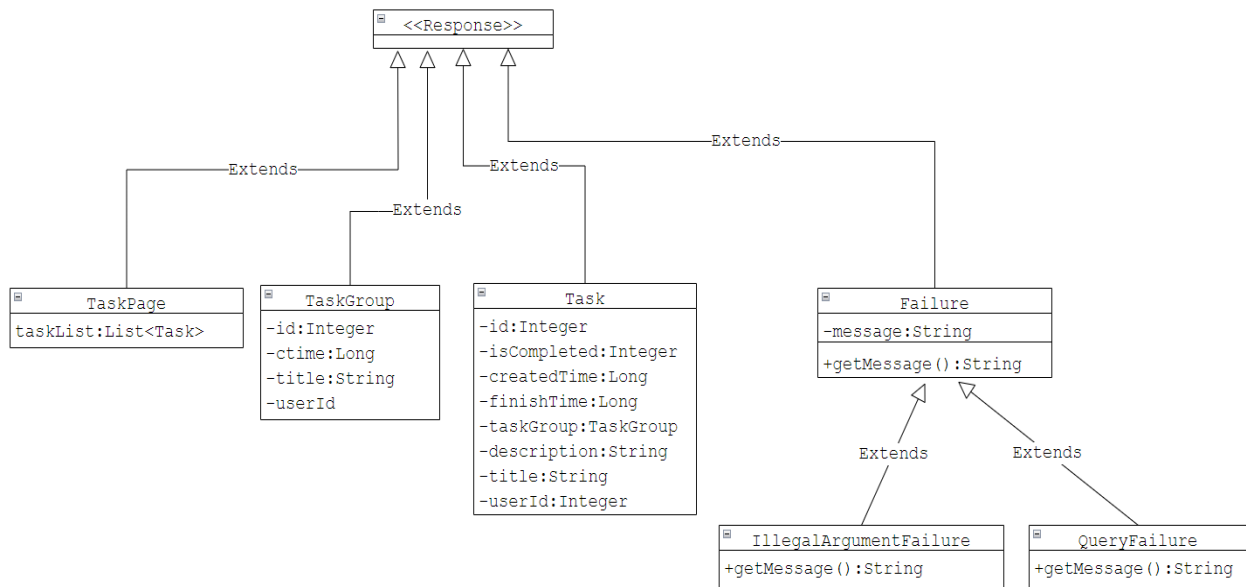 <<Response>>
Extends
Extends
Extends
Extends
TaskPage
taskList:List<Task>
TaskGroup
-id:Integer
-ctime:Long
-title:String
-userId
Task
-id:Integer
-isCompleted:Integer
-createdTime:Long
-finishTime:Long
-taskGroup:TaskGroup
-description:String
-title:String
-userId:Integer
Failure
-message:String
+getMessage():String
Extends
Extends
IllegalArgumentFailure
+getMessage():String
QueryFailure
+getMessage():String